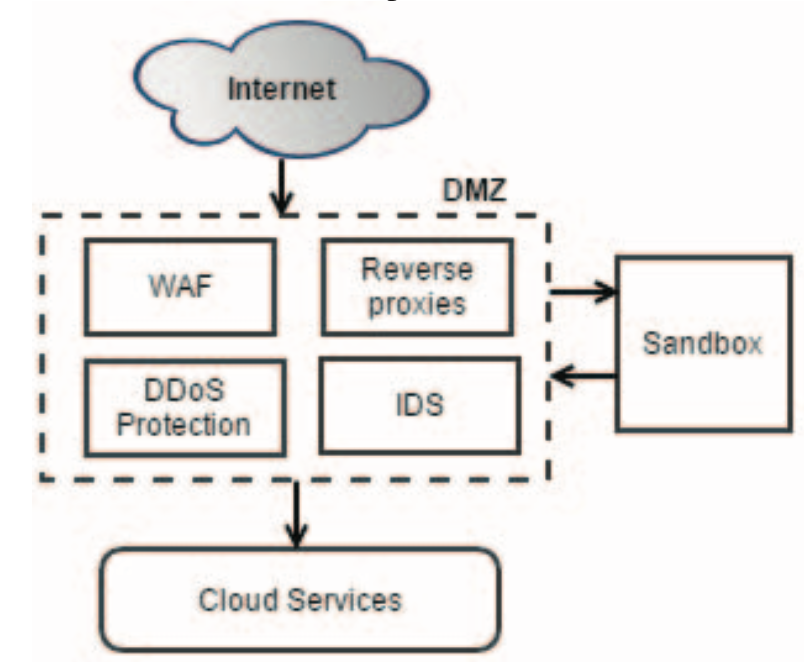 Internet
DMZ
WAF
Reverse
proxies
Sandbox
DDoS
Protection
IDS
Cloud Services